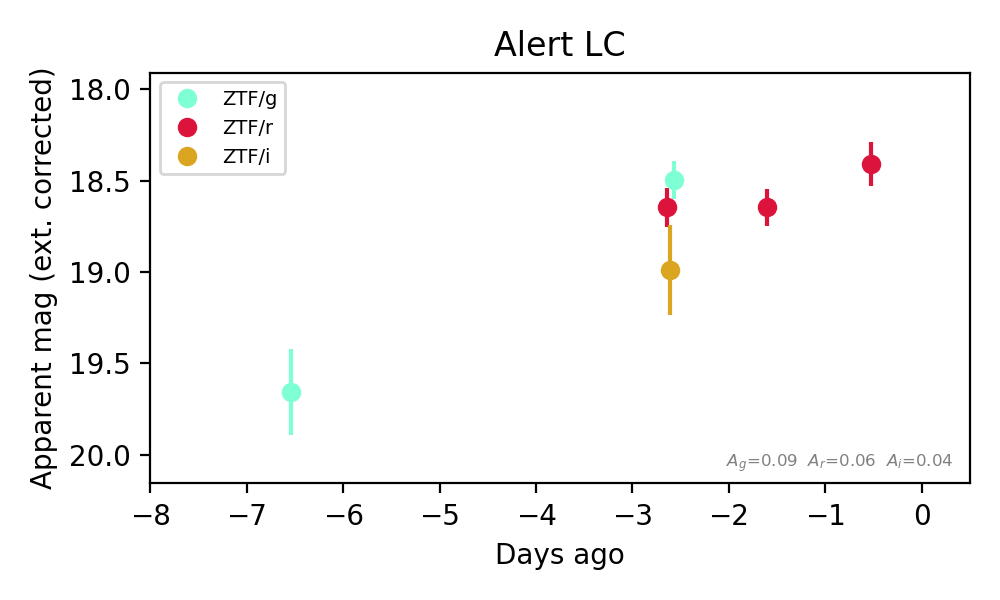 Alert LC
Apparent mag (ext. corrected)
18.0
18.5
19.0
19.5
20.0
ZTF/g
ZTF/r
ZTF/i
A_g=0.09 A_r=0.06 A_i=0.04
−8 −7 −6 −5 −4 −3 −2 −1 0
Days ago